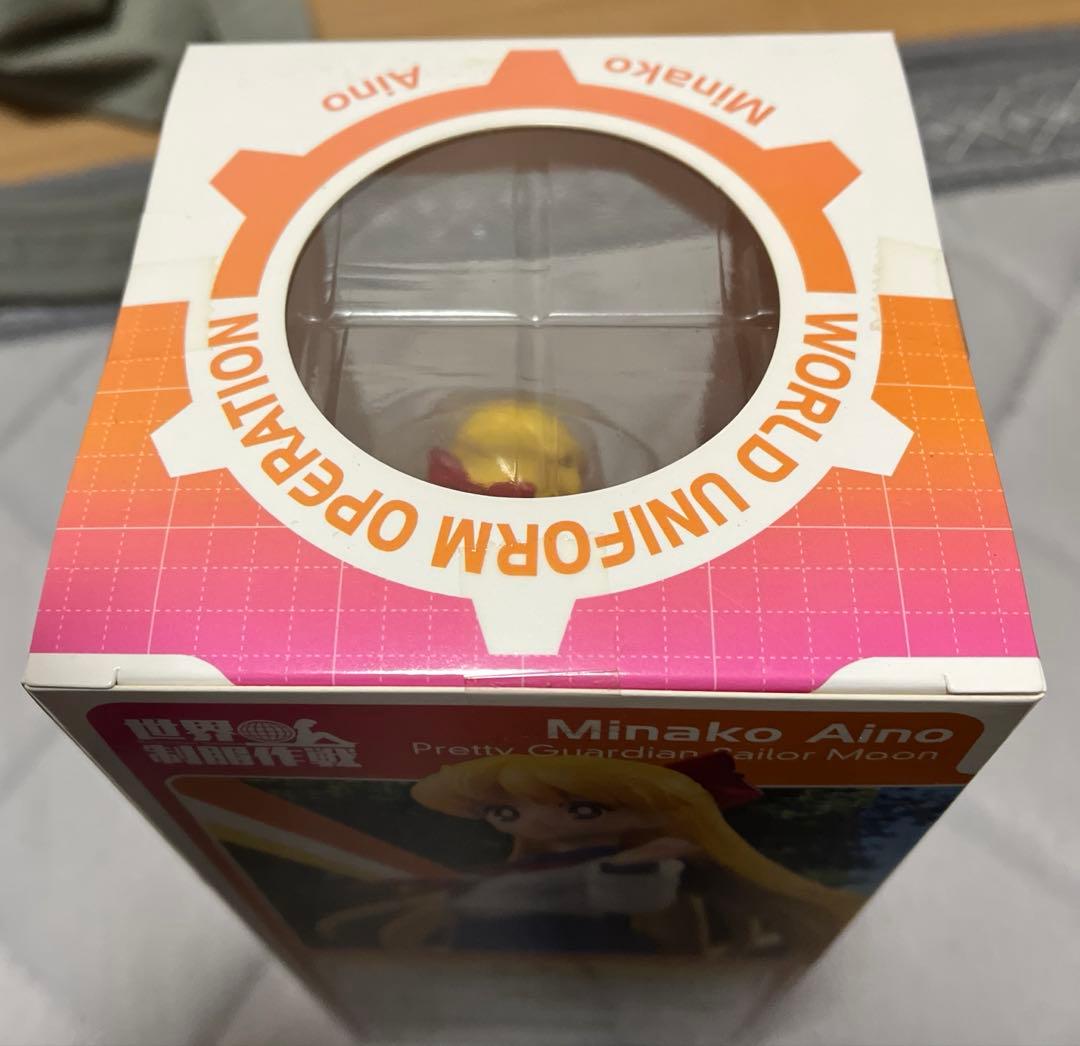 Minako Aino
WORLD UNIFORM OPERATION
世界
制服作戦
Minako Aino
Pretty Guardian Sailor Moon